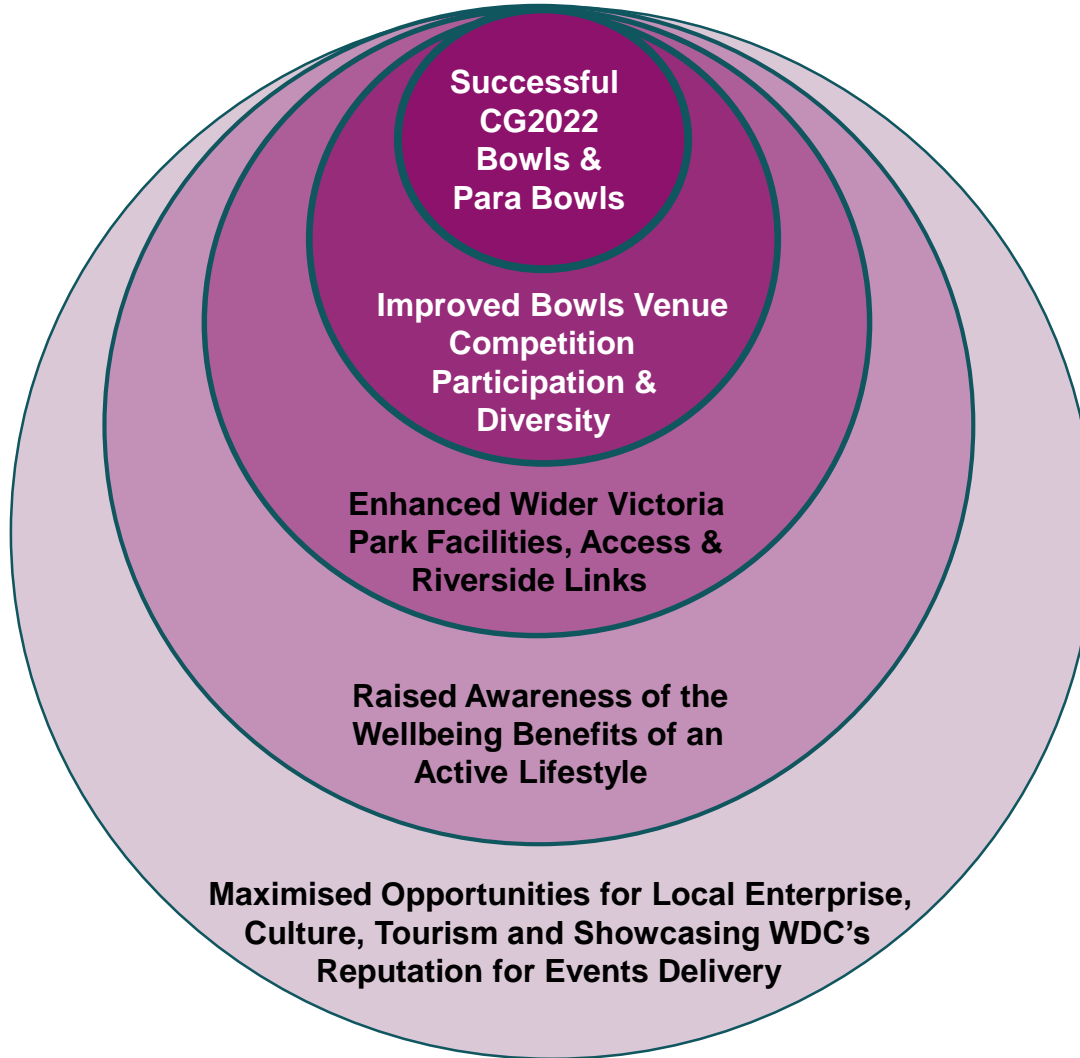 Successful
CG2022
Bowls &
Para Bowls
Improved Bowls Venue
Competition
Participation &
Diversity
Enhanced Wider Victoria
Park Facilities, Access &
Riverside Links
Raised Awareness of the
Wellbeing Benefits of an
Active Lifestyle
Maximised Opportunities for Local Enterprise,
Culture, Tourism and Showcasing WDC’s
Reputation for Events Delivery